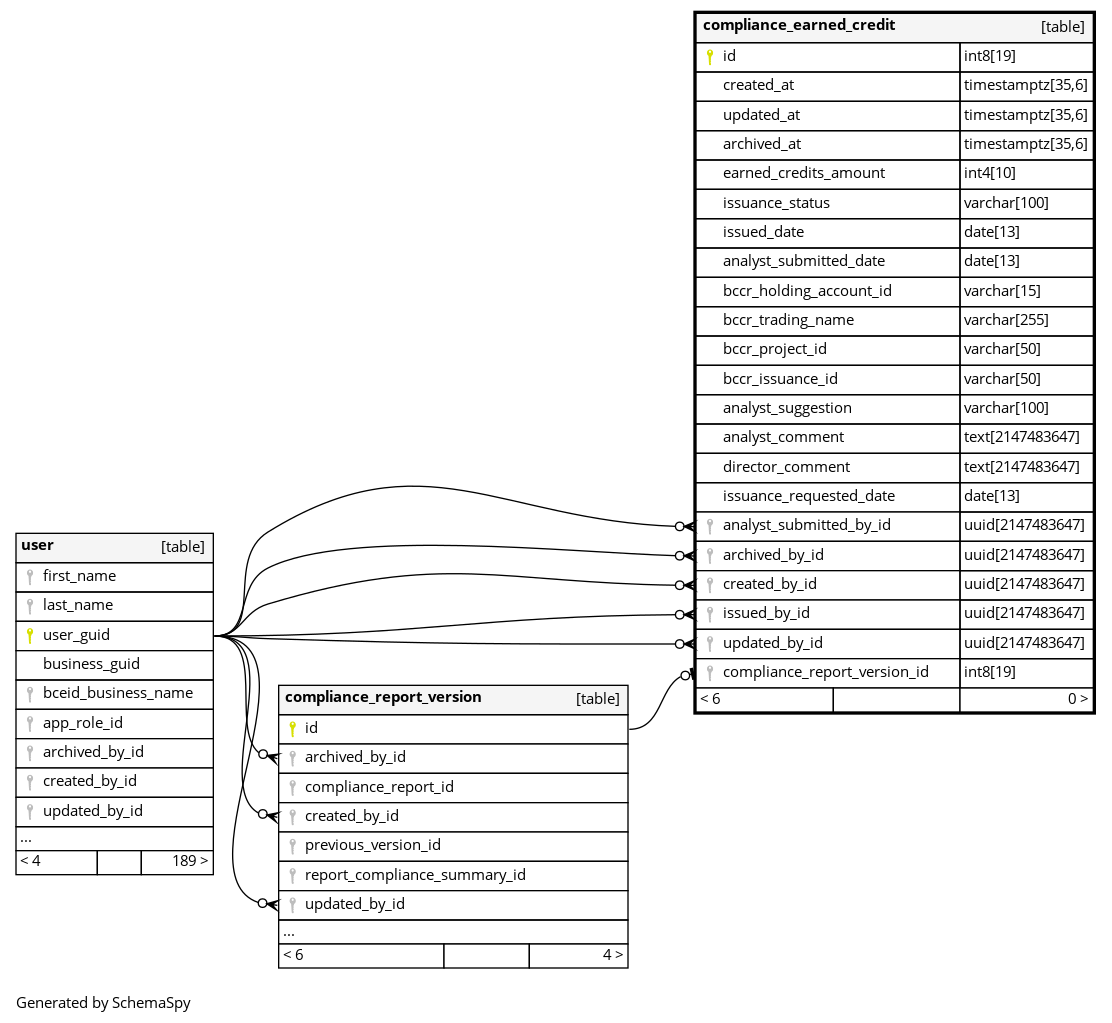 compliance_earned_credit [table]
id int8[19]
created_at timestamptz[35,6]
updated_at timestamptz[35,6]
archived_at timestamptz[35,6]
earned_credits_amount int4[10]
issuance_status varchar[100]
issued_date date[13]
analyst_submitted_date date[13]
bccr_holding_account_id varchar[15]
bccr_trading_name varchar[255]
bccr_project_id varchar[50]
bccr_issuance_id varchar[50]
analyst_suggestion varchar[100]
analyst_comment text[2147483647]
director_comment text[2147483647]
issuance_requested_date date[13]
analyst_submitted_by_id uuid[2147483647]
archived_by_id uuid[2147483647]
created_by_id uuid[2147483647]
issued_by_id uuid[2147483647]
updated_by_id uuid[2147483647]
compliance_report_version_id int8[19]
< 6 0 >
user [table]
first_name
last_name
user_guid
business_guid
bceid_business_name
app_role_id
archived_by_id
created_by_id
updated_by_id
...
< 4 189 >
compliance_report_version [table]
id
archived_by_id
compliance_report_id
created_by_id
previous_version_id
report_compliance_summary_id
updated_by_id
...
< 6 4 >
Generated by SchemaSpy